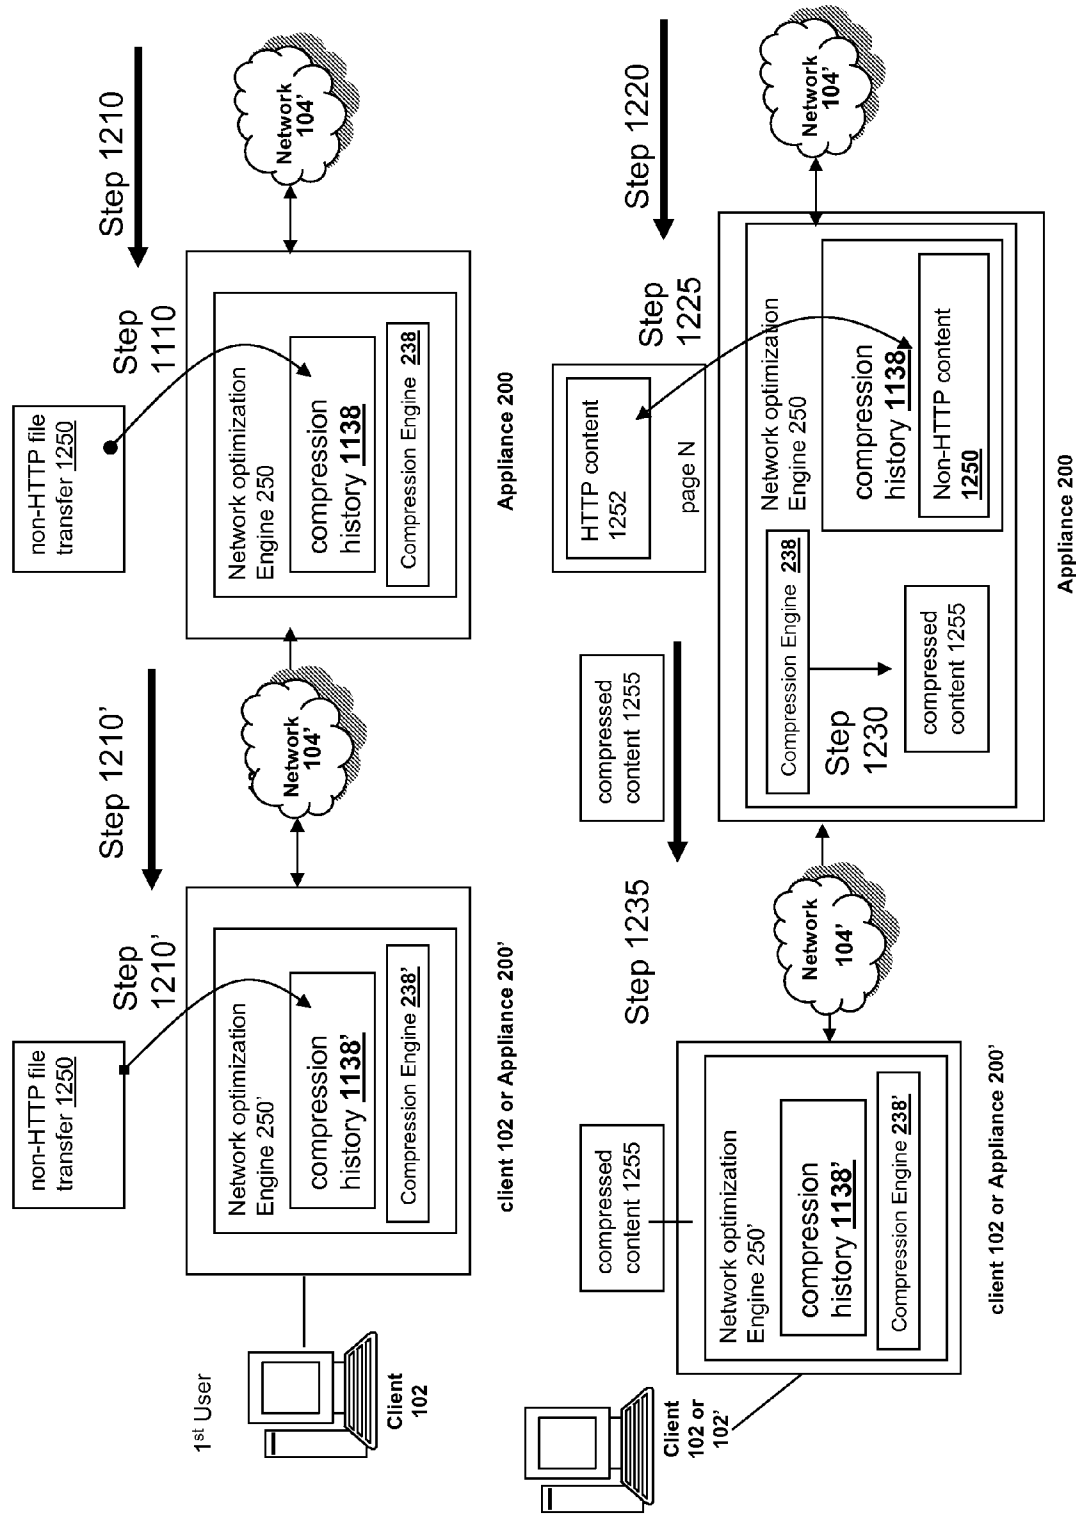 non-HTTP file
transfer 1250
Step
1210’
Step 1210’
non-HTTP file
transfer 1250
Step
1110
Step 1210
1st User
Client
102
Network optimization
Engine 250’
compression
history 1138’
Compression Engine 238’
client 102 or Appliance 200’
Network
104’
Network optimization
Engine 250
compression
history 1138
Compression Engine 238
Appliance 200
Network
104’
Client
102 or
102’
compressed
content 1255
Step 1235
Network optimization
Engine 250’
compression
history 1138’
Compression Engine 238’
client 102 or Appliance 200’
Network
104’
compressed
content 1255
HTTP content
1252
page N
Step
1225
Step 1220
Compression Engine 238
Step
1230
compressed
content 1255
Network optimization
Engine 250
compression
history 1138
Non-HTTP content
1250
Appliance 200
Network
104’